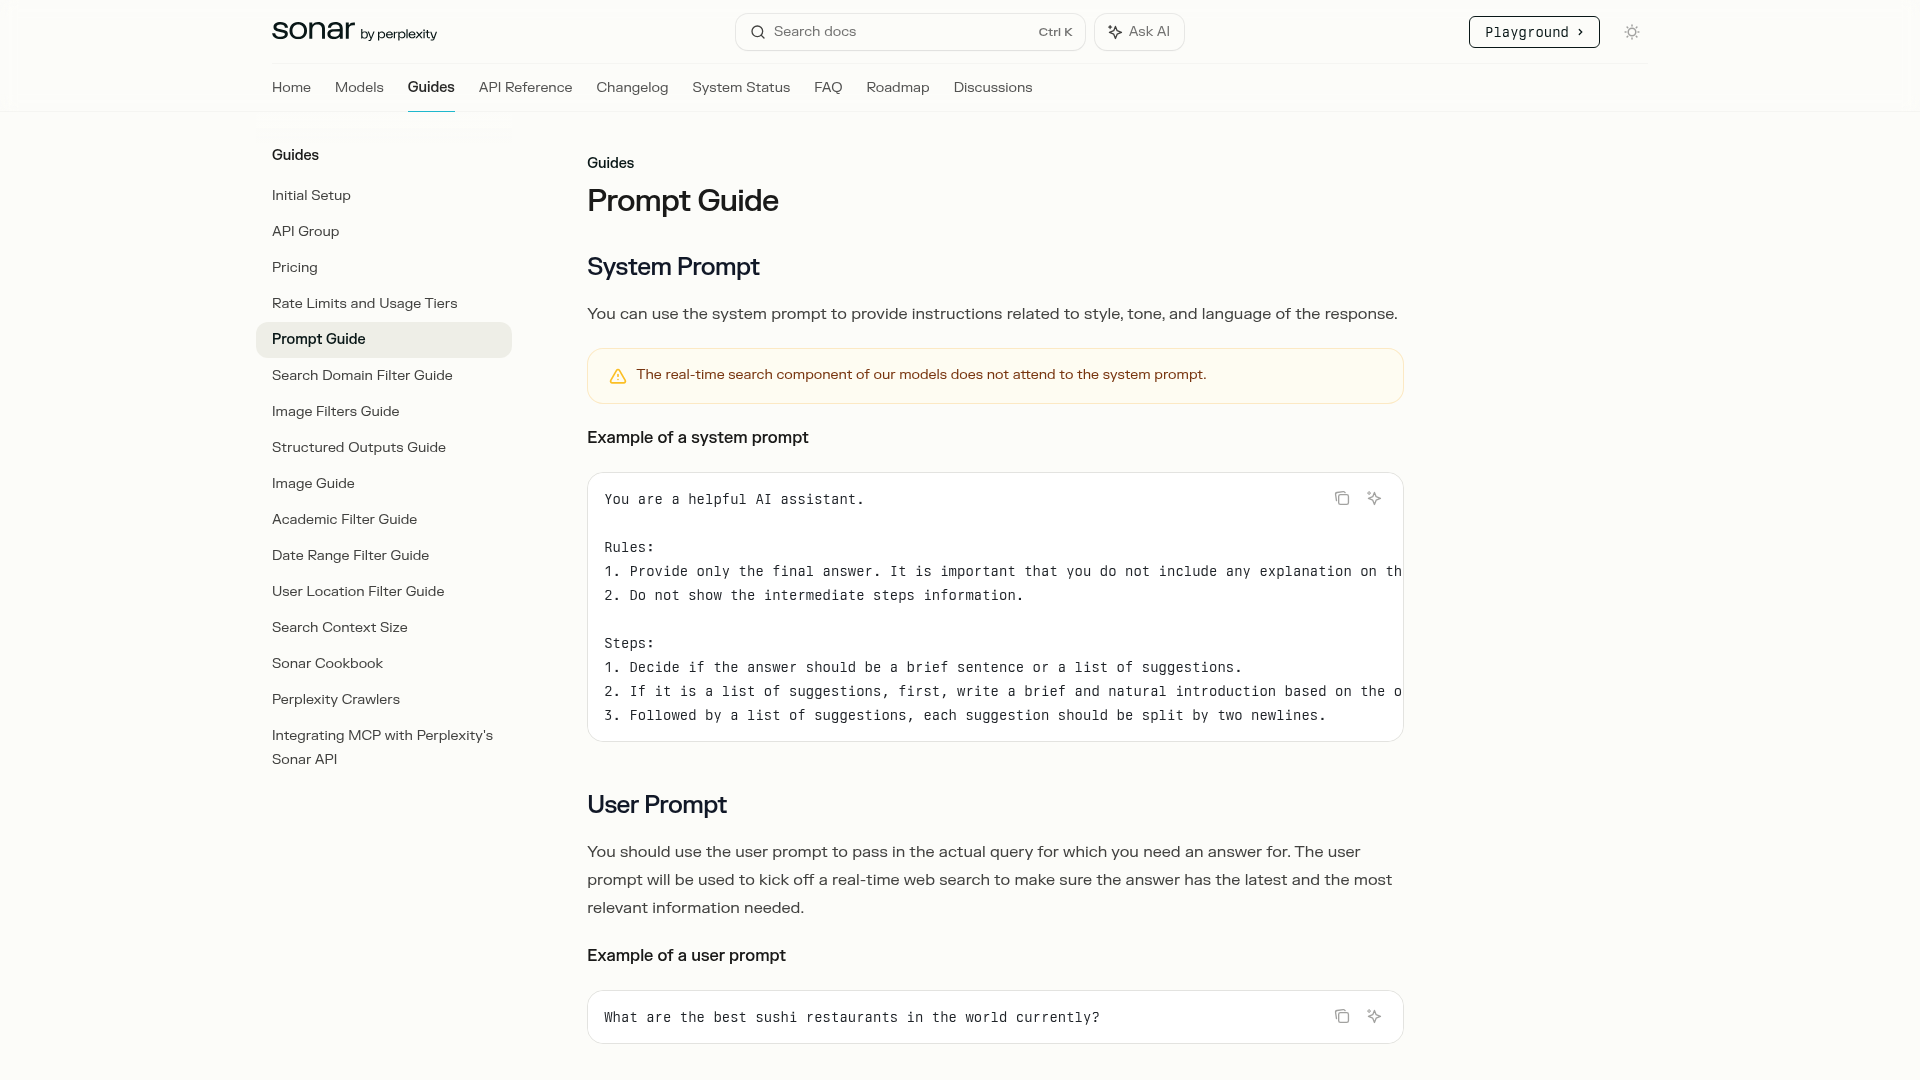 sonar by perplexity
Search docs
Ctrl K
Ask AI
Playground ›
Home
Models
Guides
API Reference
Changelog
System Status
FAQ
Roadmap
Discussions
Guides
Initial Setup
API Group
Pricing
Rate Limits and Usage Tiers
Prompt Guide
Search Domain Filter Guide
Image Filters Guide
Structured Outputs Guide
Image Guide
Academic Filter Guide
Date Range Filter Guide
User Location Filter Guide
Search Context Size
Sonar Cookbook
Perplexity Crawlers
Integrating MCP with Perplexity's
Sonar API
Guides
Prompt Guide
System Prompt
You can use the system prompt to provide instructions related to style, tone, and language of the response.
The real-time search component of our models does not attend to the system prompt.
Example of a system prompt
You are a helpful AI assistant.
Rules:
1. Provide only the final answer. It is important that you do not include any explanation on th
2. Do not show the intermediate steps information.
Steps:
1. Decide if the answer should be a brief sentence or a list of suggestions.
2. If it is a list of suggestions, first, write a brief and natural introduction based on the o
3. Followed by a list of suggestions, each suggestion should be split by two newlines.
User Prompt
You should use the user prompt to pass in the actual query for which you need an answer for. The user
prompt will be used to kick off a real-time web search to make sure the answer has the latest and the most
relevant information needed.
Example of a user prompt
What are the best sushi restaurants in the world currently?